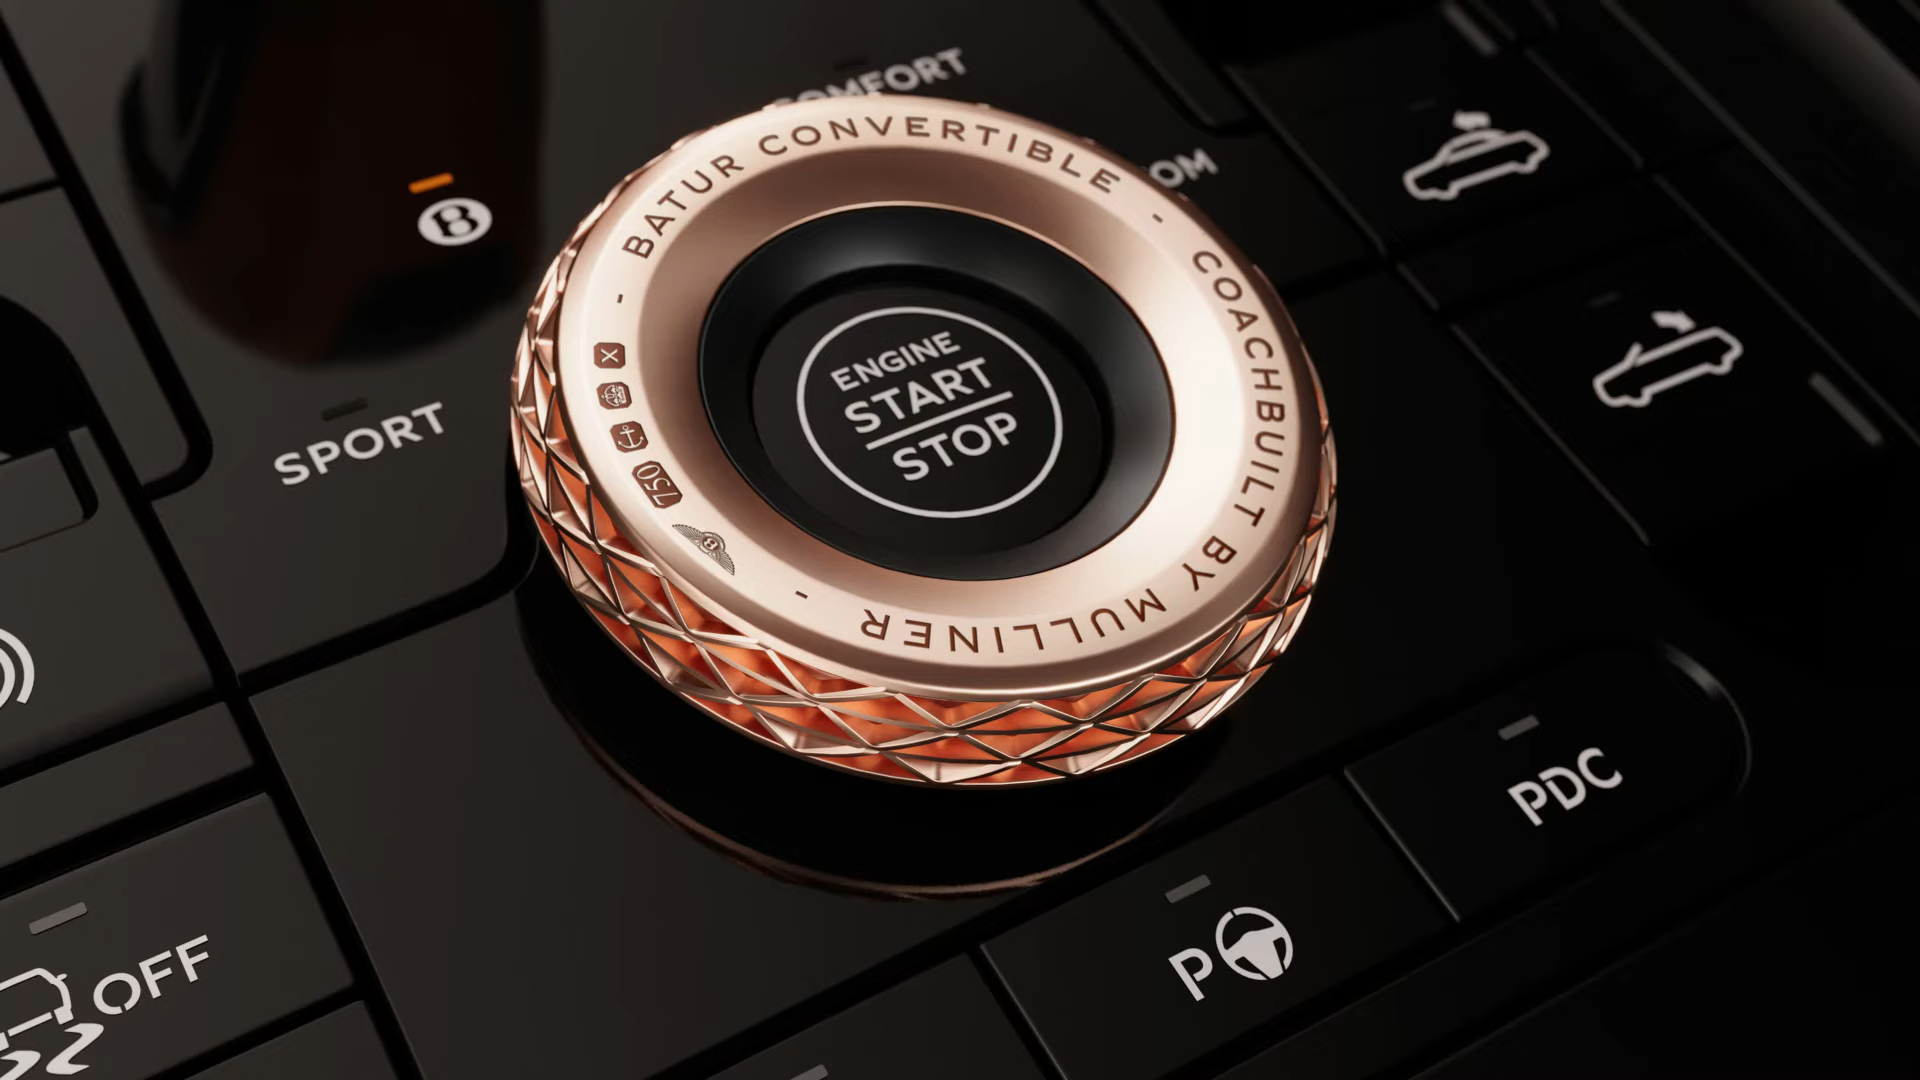 COMFORT
BATUR CONVERTIBLE · COACHBUILT BY MULLINER ·
B
SPORT
ENGINE
START
STOP
X
750
B
PDC
P
OFF